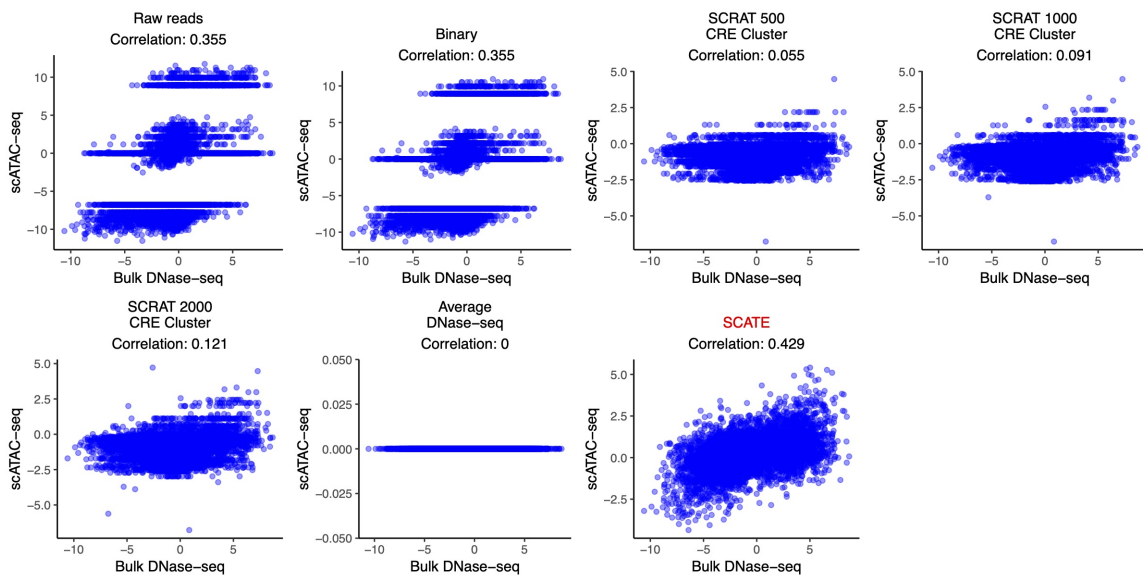 Raw reads
Correlation: 0.355
scATAC−seq
10
5
0
−5
−10
−10
−5
0
5
Bulk DNase−seq
Binary
Correlation: 0.355
scATAC−seq
10
5
0
−5
−10
−10
−5
0
5
Bulk DNase−seq
SCRAT 500
CRE Cluster
Correlation: 0.055
scATAC−seq
5.0
2.5
0.0
−2.5
−5.0
−10
−5
0
5
Bulk DNase−seq
SCRAT 1000
CRE Cluster
Correlation: 0.091
scATAC−seq
5.0
2.5
0.0
−2.5
−5.0
−10
−5
0
5
Bulk DNase−seq
SCRAT 2000
CRE Cluster
Correlation: 0.121
scATAC−seq
5.0
2.5
0.0
−2.5
−5.0
−10
−5
0
5
Bulk DNase−seq
Average
DNase−seq
Correlation: 0
scATAC−seq
0.050
0.025
0.000
−0.025
−0.050
−10
−5
0
5
Bulk DNase−seq
SCATE
Correlation: 0.429
scATAC−seq
5.0
2.5
0.0
−2.5
−10
−5
0
5
Bulk DNase−seq